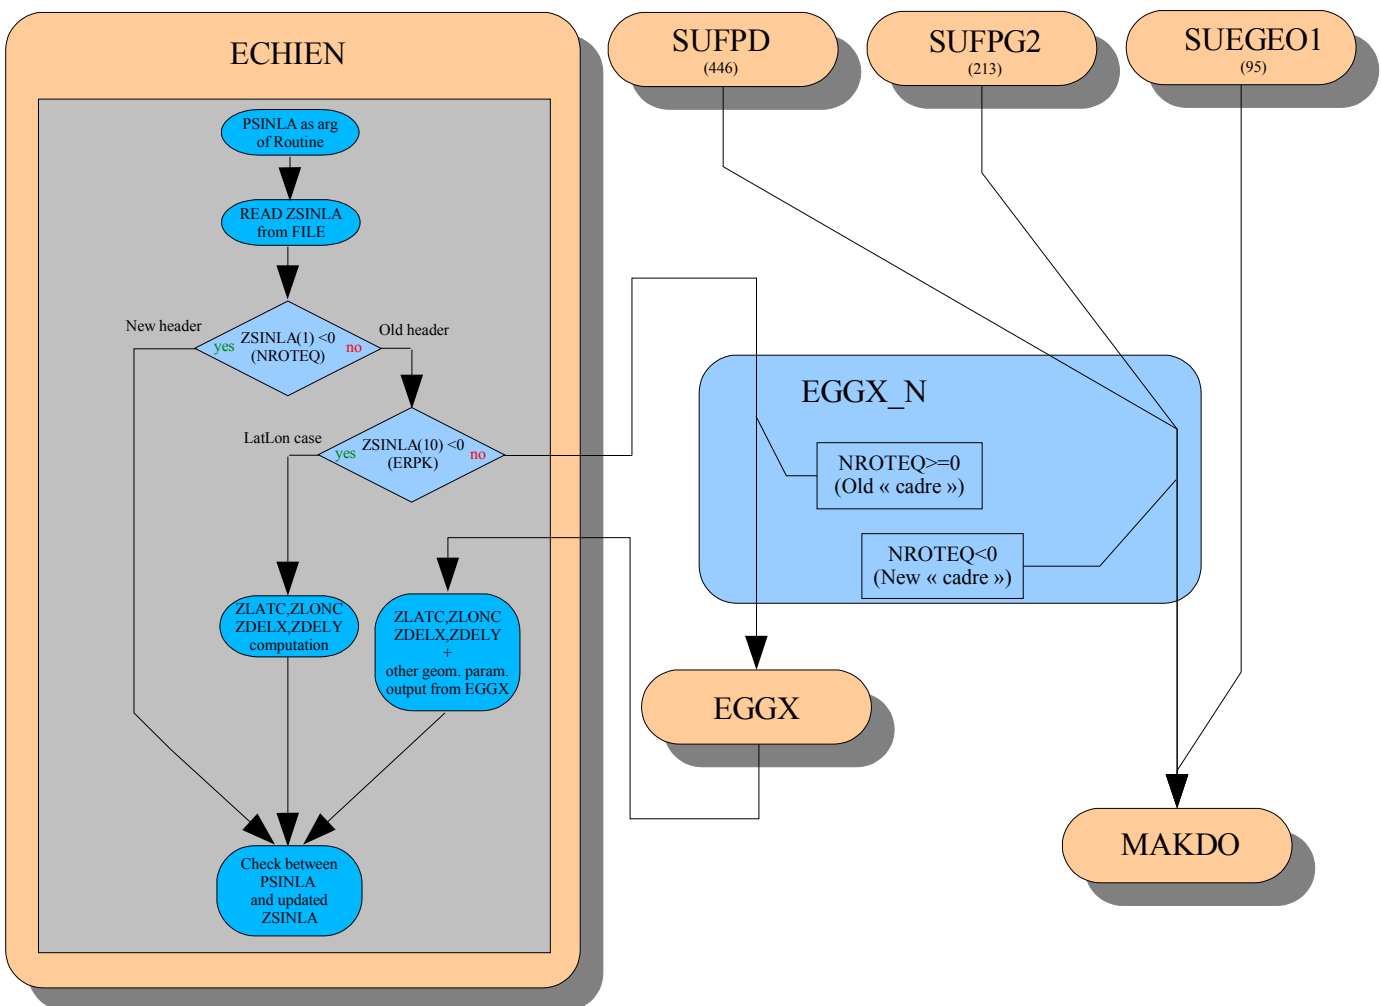 ECHIEN
PSINLA as arg
of Routine
READ ZSINLA
from FILE
New header
Old header
ZSINLA(1) <0
yes
no
(NROTEQ)
LatLon case
ZSINLA(10) <0
yes
no
(ERPK)
ZLATC,ZLONC
ZDELX,ZDELY
computation
ZLATC,ZLONC
ZDELX,ZDELY
+
other geom. param.
output from EGGX
Check between
PSINLA
and updated
ZSINLA
SUFPD
(446)
SUFPG2
(213)
SUEGEO1
(95)
EGGX_N
NROTEQ>=0
(Old « cadre »)
NROTEQ<0
(New « cadre »)
EGGX
MAKDO